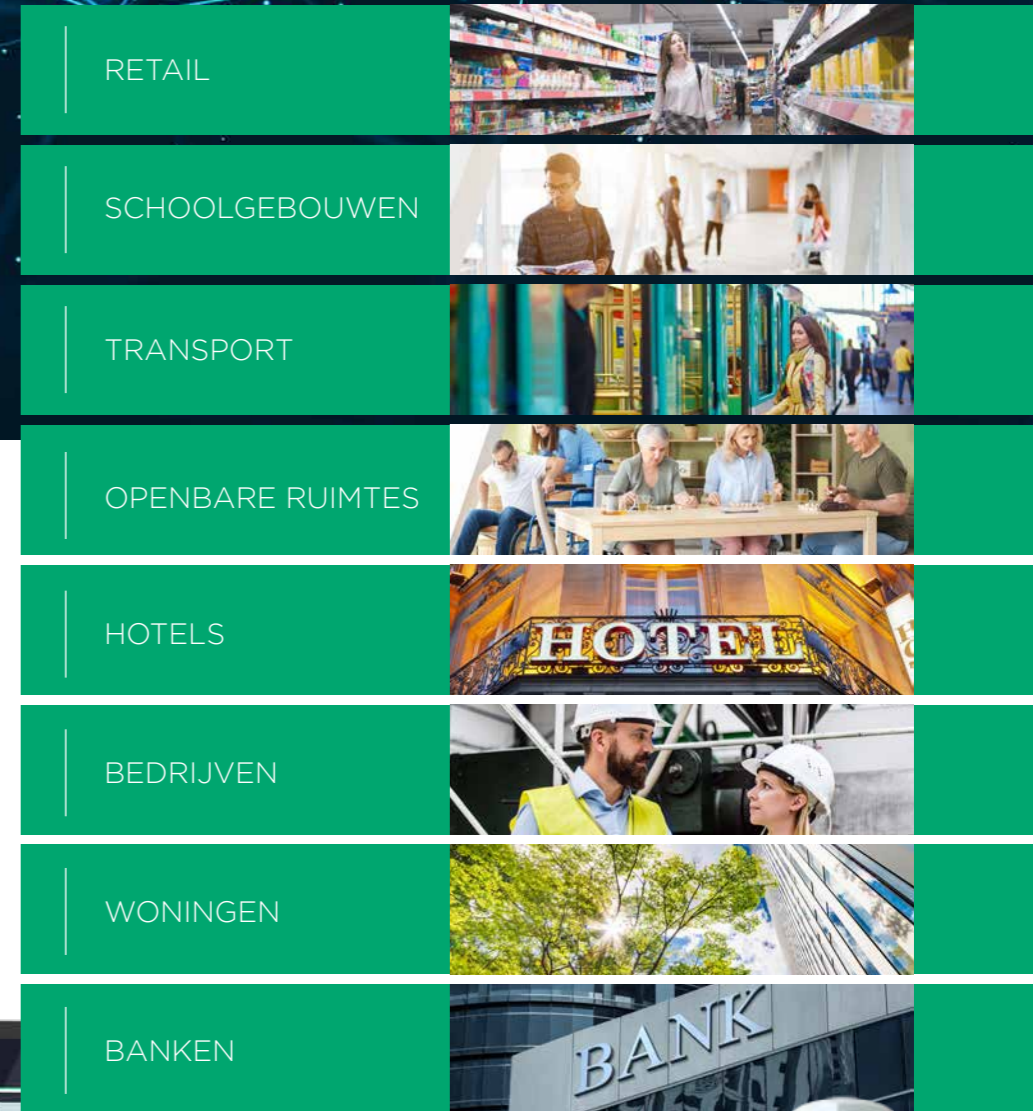 RETAIL
SCHOOLGEBOUWEN
TRANSPORT
OPENBARE RUIMTES
HOTELS
HOTEL
BEDRIJVEN
WONINGEN
BANKEN
BANK